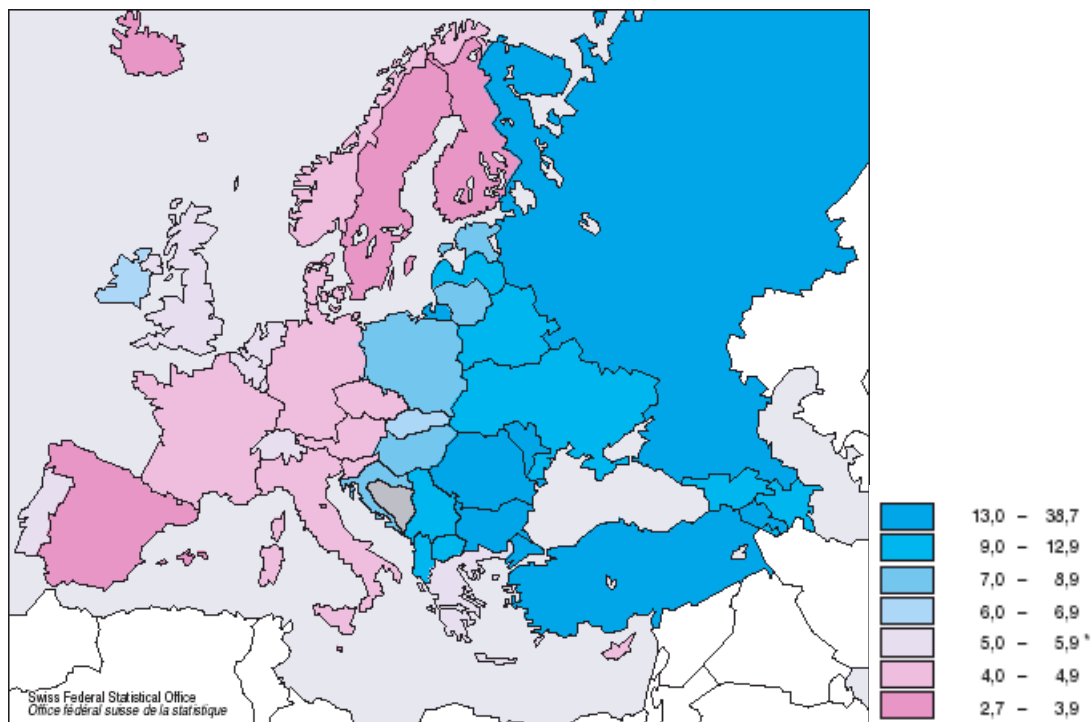 13,0 – 38,7
9,0 – 12,9
7,0 – 8,9
6,0 – 6,9
5,0 – 5,9*
4,0 – 4,9
2,7 – 3,9
Swiss Federal Statistical Office
Office fédéral suisse de la statistique